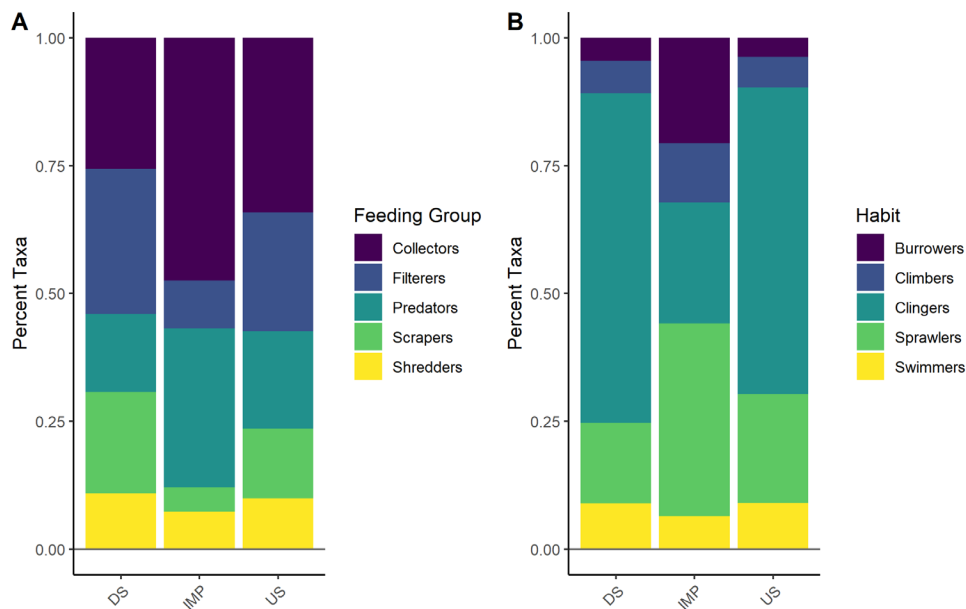 A
Percent Taxa
1.00
0.75
0.50
0.25
0.00
DS
IMP
US
Feeding Group
Collectors
Filterers
Predators
Scrapers
Shredders
B
Percent Taxa
1.00
0.75
0.50
0.25
0.00
DS
IMP
US
Habit
Burrowers
Climbers
Clingers
Sprawlers
Swimmers